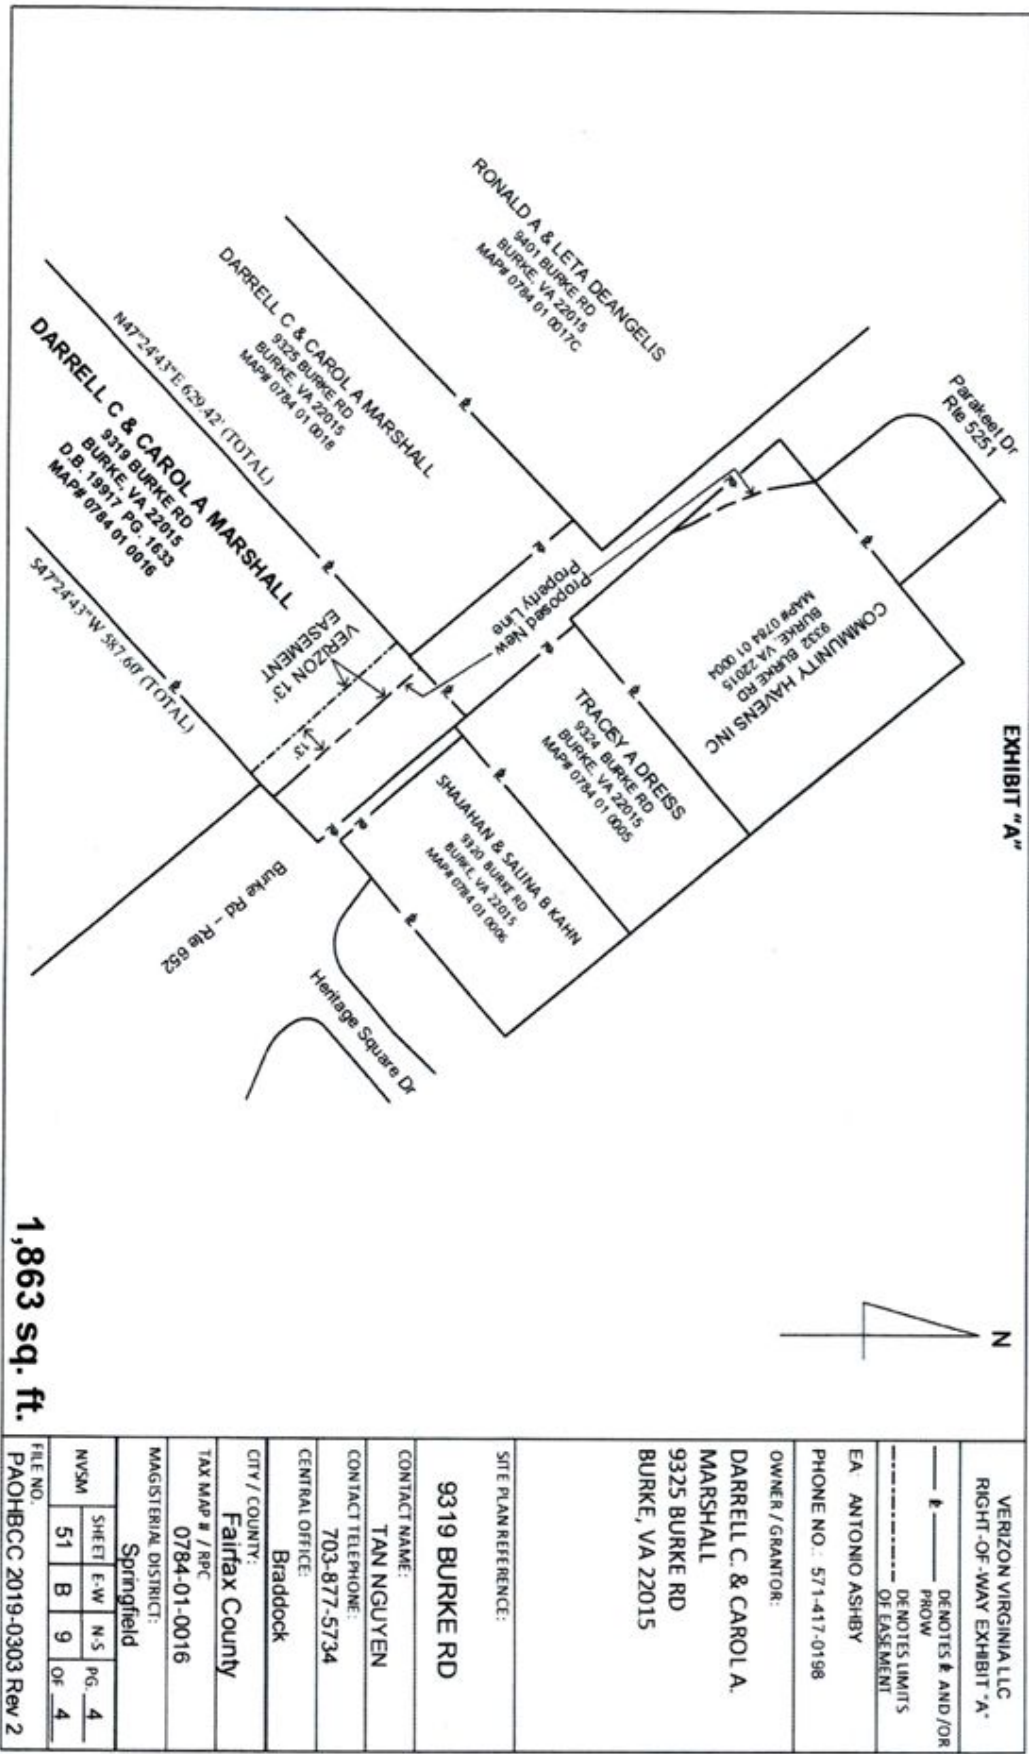 EXHIBIT "A"
Parakeet Dr
Rte 5251
RONALD A & LETA DEANGELIS
9401 BURKE RD
BURKE, VA 22015
MAP# 0784 01 0017C
DARRELL C & CAROL A MARSHALL
9325 BURKE RD
BURKE, VA 22015
MAP# 0784 01 0018
N47°24'43"E 629.42' (TOTAL)
DARRELL C & CAROL A MARSHALL
9319 BURKE RD
BURKE, VA 22015
D.B. 19917 PG. 1633
MAP# 0784 01 0016
S47°24'43"W 587.60' (TOTAL)
COMMUNITY HAVENS INC
9332 BURKE RD
BURKE, VA 22015
MAP# 0784 01 0004
Proposed New
Property Line
TRACEY A DREISS
9324 BURKE RD
BURKE, VA 22015
MAP# 0784 01 0005
VERIZON 13'
EASEMENT
13'
SHAJAHAN & SALINA B KAHN
9320 BURKE RD
BURKE, VA 22015
MAP# 0784 01 0006
Burke Rd - Rte 652
Heritage Square Dr
N
1,863 sq. ft.
VERIZON VIRGINIA LLC
RIGHT-OF-WAY EXHIBIT "A"
DENOTES ℄ AND/OR
PROW
DENOTES LIMITS
OF EASEMENT
EA: ANTONIO ASHBY
PHONE NO.: 571-417-0198
OWNER / GRANTOR:
DARRELL C. & CAROL A.
MARSHALL
9325 BURKE RD
BURKE, VA 22015
SITE PLAN REFERENCE:
9319 BURKE RD
CONTACT NAME:
TAN NGUYEN
CONTACT TELEPHONE:
703-877-5734
CENTRAL OFFICE:
Braddock
CITY / COUNTY:
Fairfax County
TAX MAP # / RPC
0784-01-0016
MAGISTERIAL DISTRICT:
Springfield
NVSM
SHEET E-W N-S
51 B 9
PG. 4
OF 4
FILE NO.
PAOHBCC 2019-0303 Rev 2